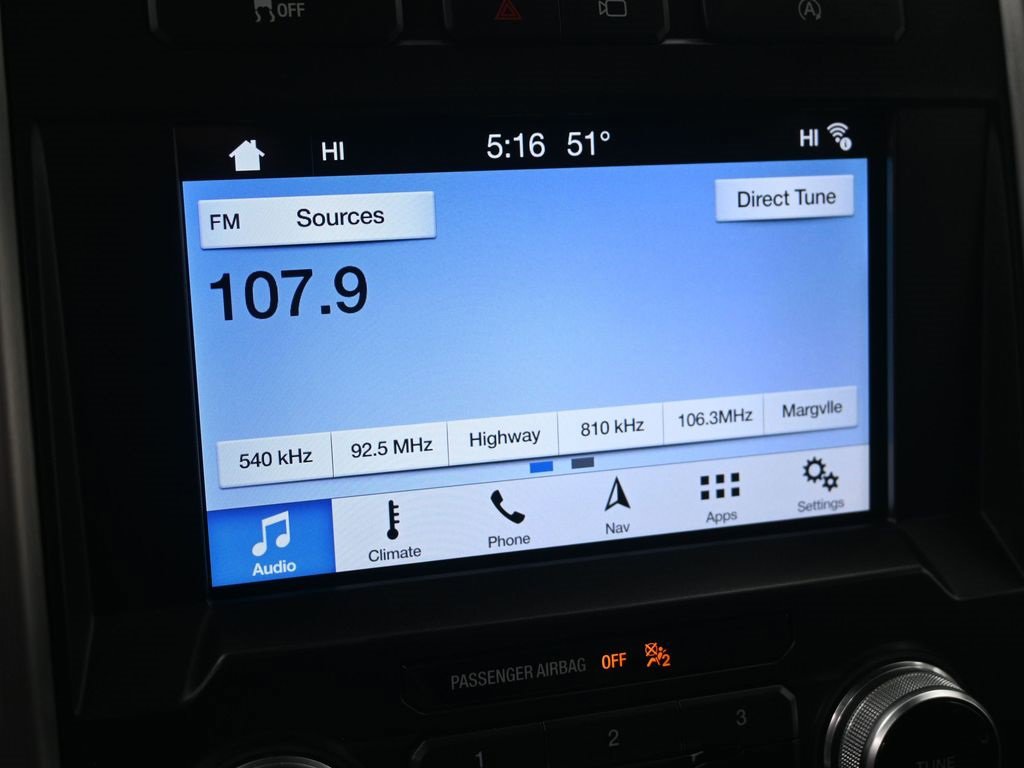 OFF
HI 5:16 51° HI
FM Sources Direct Tune
107.9
540 kHz 92.5 MHz Highway 810 kHz 106.3MHz Margvlle
Audio Climate Phone Nav Apps Settings
PASSENGER AIRBAG OFF 2
1 2 3
TUNE